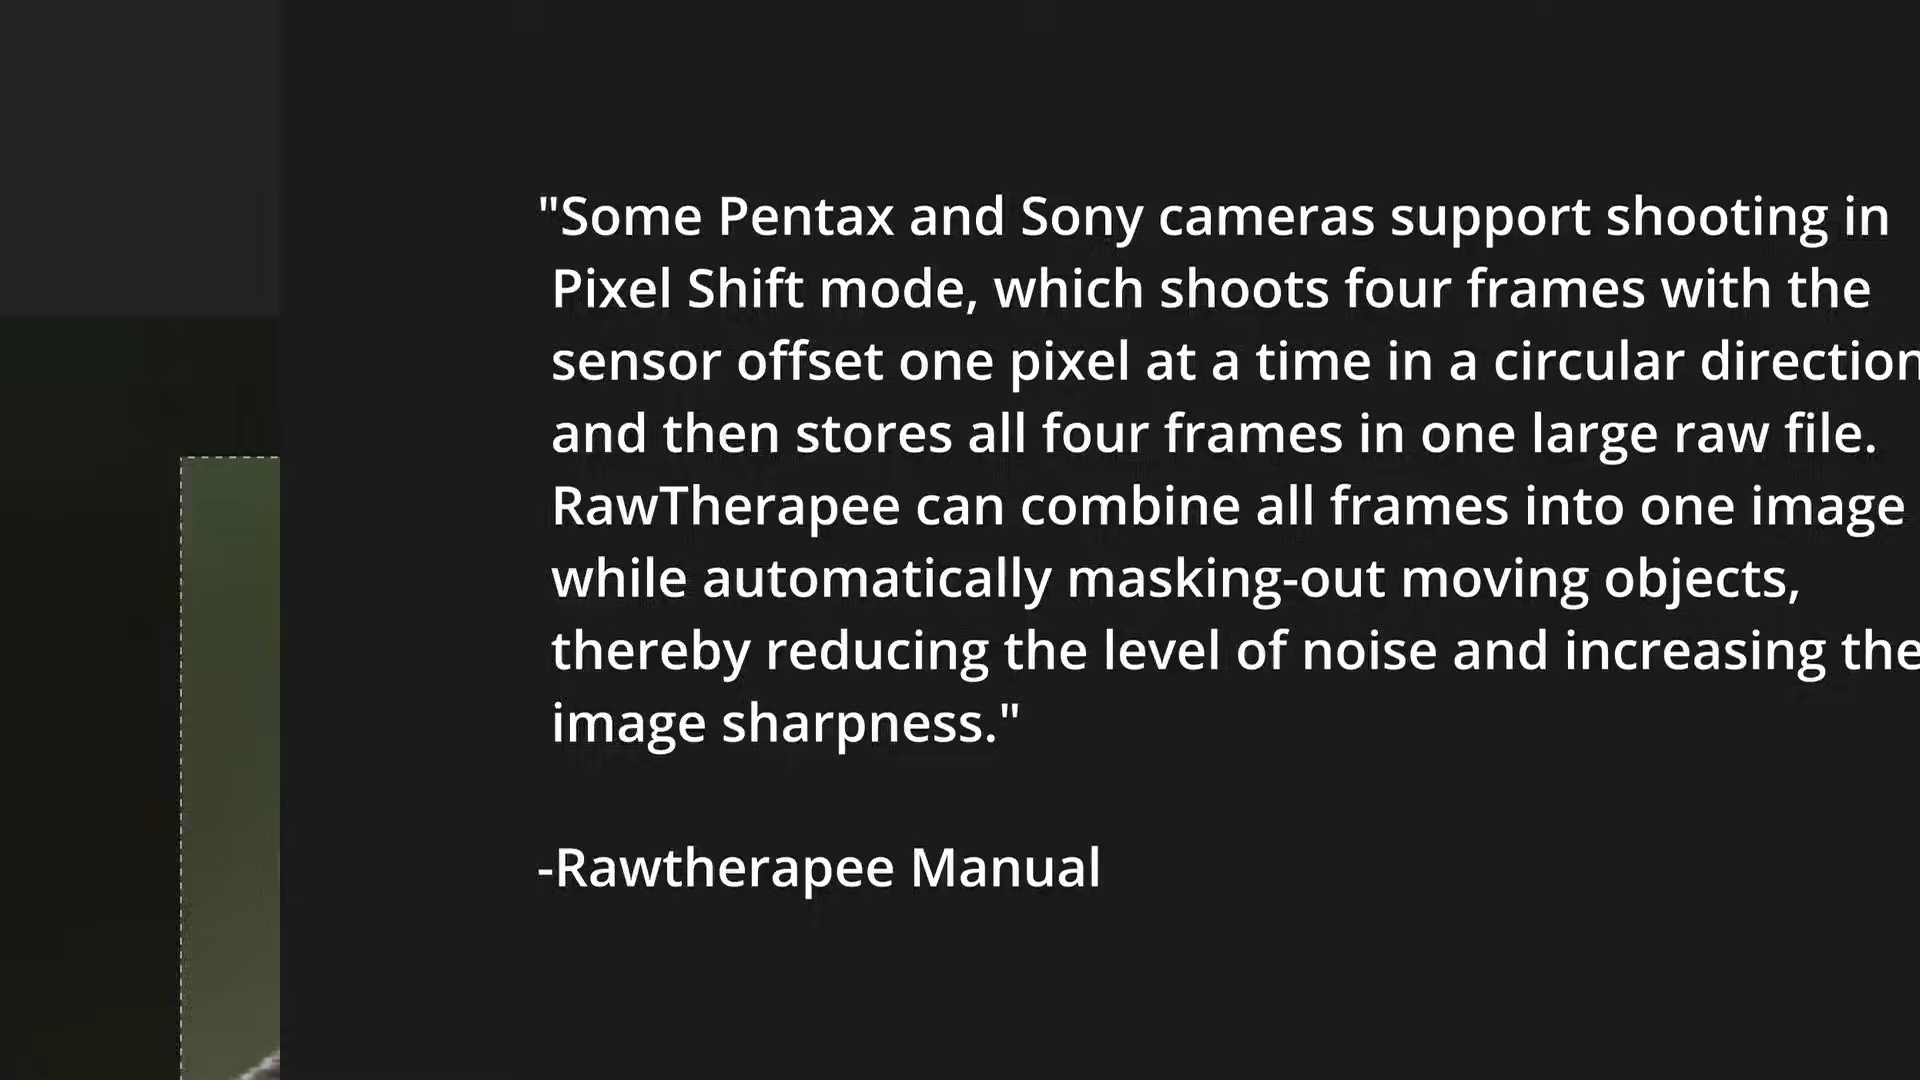 "Some Pentax and Sony cameras support shooting in
Pixel Shift mode, which shoots four frames with the
sensor offset one pixel at a time in a circular direction
and then stores all four frames in one large raw file.
RawTherapee can combine all frames into one image
while automatically masking-out moving objects,
thereby reducing the level of noise and increasing the
image sharpness."
-Rawtherapee Manual